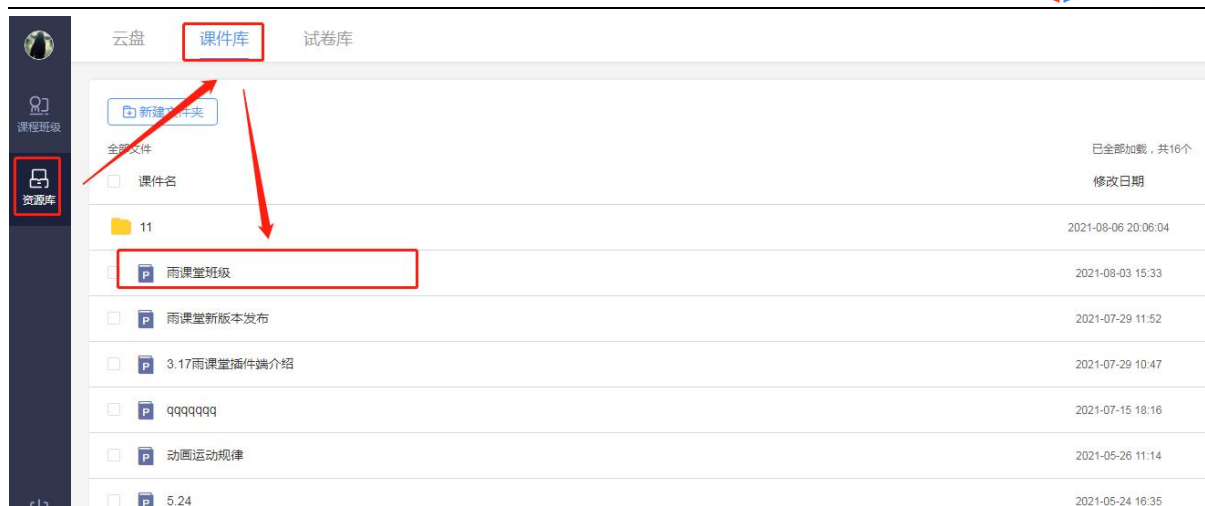 云盘 课件库 试卷库
课程班级
资源库
新建文件夹
全部文件 已全部加载，共16个
课件名 修改日期
11 2021-08-06 20:06:04
雨课堂班级 2021-08-03 15:33
雨课堂新版本发布 2021-07-29 11:52
3.17雨课堂插件端介绍 2021-07-29 10:47
qqqqqqq 2021-07-15 18:16
动画运动规律 2021-05-26 11:14
5.24 2021-05-24 16:35